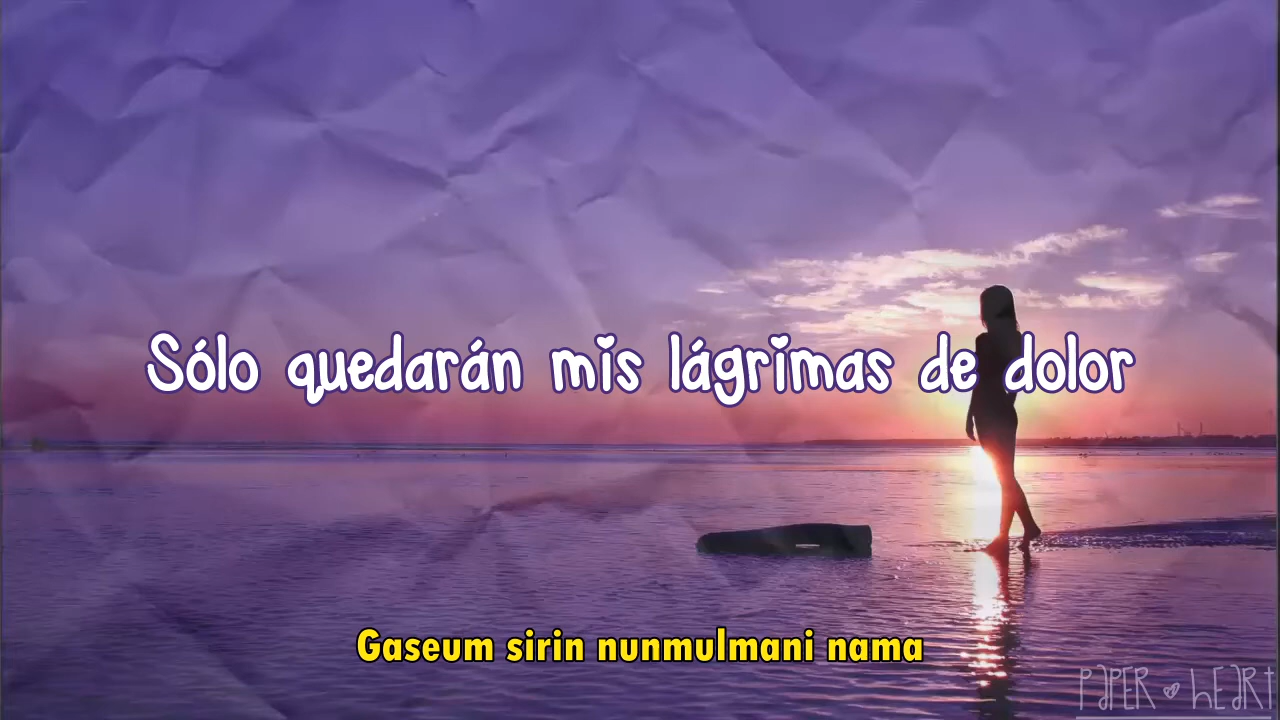 Sólo quedarán mis lágrimas de dolor
Gaseum sirin nunmulmani nama
PAPER heart